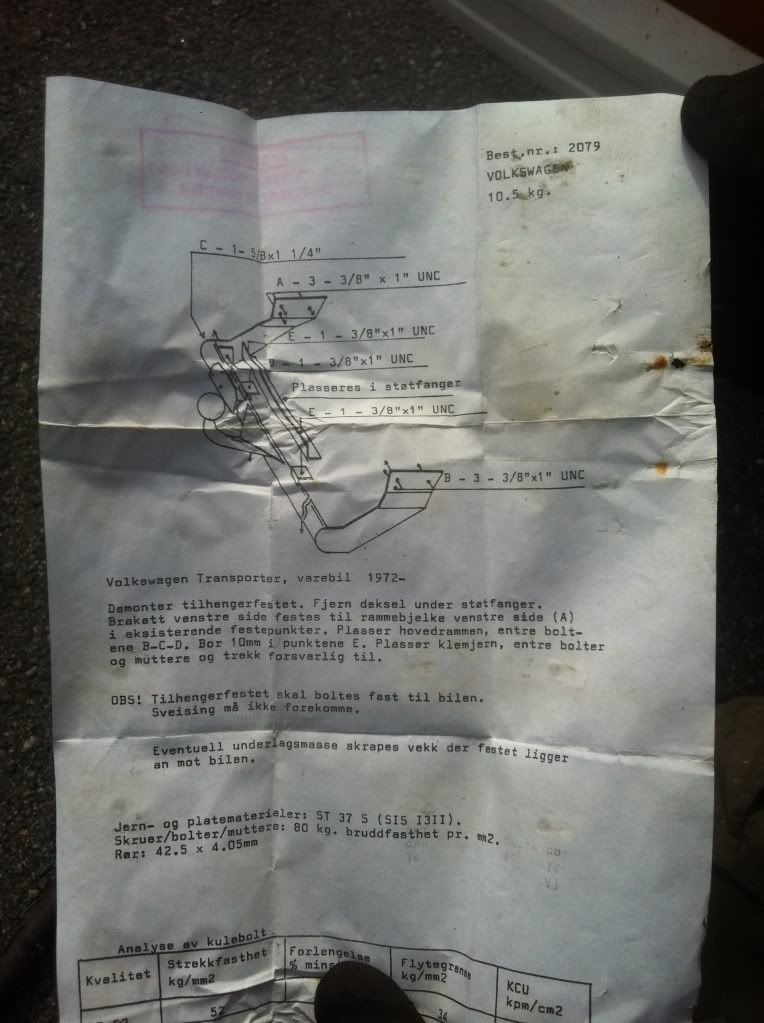 Best.nr.: 2079
VOLKSWAGEN
10.5 kg.
C - 1- 5/8x1 1/4"
A - 3 - 3/8" x 1" UNC
E - 1 - 3/8"x1" UNC
D - 1 - 3/8"x1" UNC
Plasseres i støtfanger
E - 1 - 3/8"x1" UNC
B - 3 - 3/8"x1" UNC
Volkswagen Transporter, varebil 1972-
Demonter tilhengerfestet. Fjern deksel under støtfanger.
Brakett venstre side festes til rammebjelke venstre side (A)
i eksisterende festepunkter. Plasser hovedrammen, entre bolt-
ene B-C-D. Bor 10mm i punktene E. Plasser klemjern, entre bolter
og muttere og trekk forsvarlig til.
OBS! Tilhengerfestet skal boltes fast til bilen.
Sveising må ikke forekomme.
Eventuell underlagsmasse skrapes vekk der festet ligger
an mot bilen.
Jern- og platematerialer: ST 37 S (SIS I3II).
Skruer/bolter/muttere: 80 kg. bruddfasthet pr. mm2.
Rør: 42.5 x 4.05mm
Analyse av kulebolt
Kvalitet Strekkfasthet kg/mm2 Forlengelse % Flytegrense kg/mm2 KCU kpm/cm2
52 34